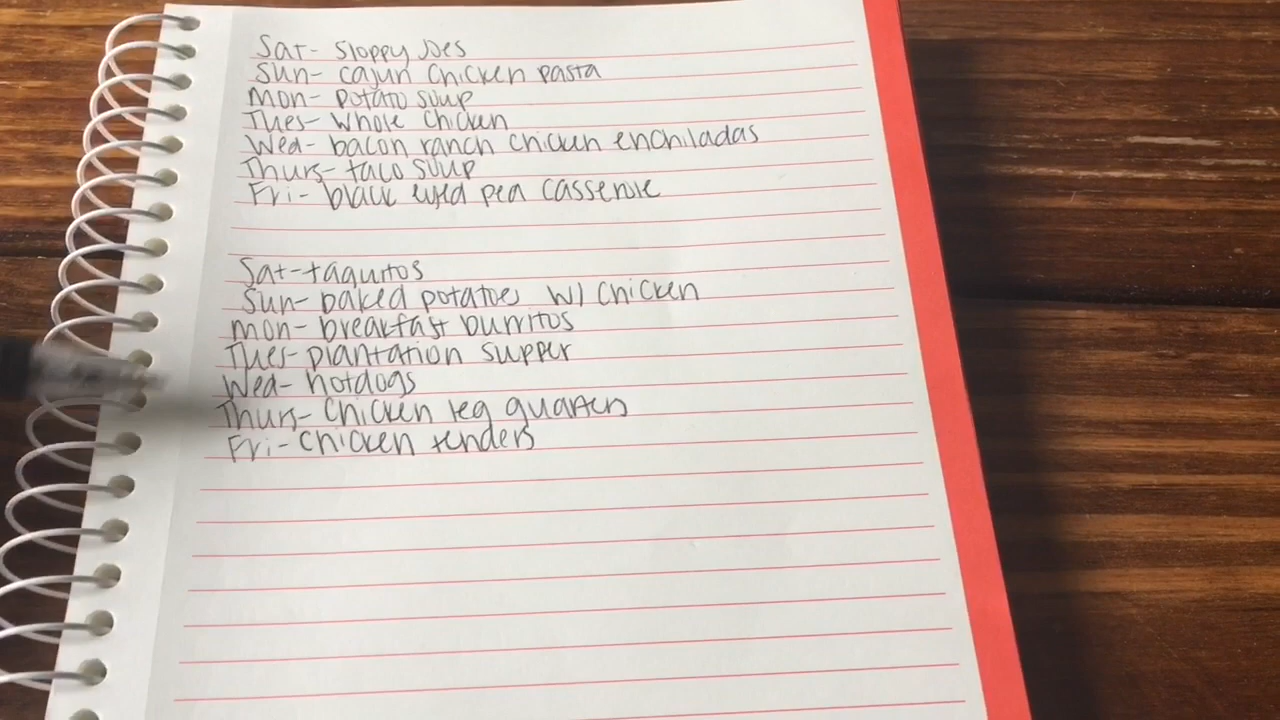 Sat- Sloppy Joes
Sun- cajun chicken pasta
Mon- potato soup
Tues- whole chicken
Wed- bacon ranch chicken enchiladas
Thurs- taco soup
Fri- black eyed pea casserole
Sat- taquitos
Sun- baked potatoes w/ chicken
Mon- breakfast burritos
Tues- plantation supper
Wed- hotdogs
Thurs- chicken leg quarters
Fri- chicken tenders